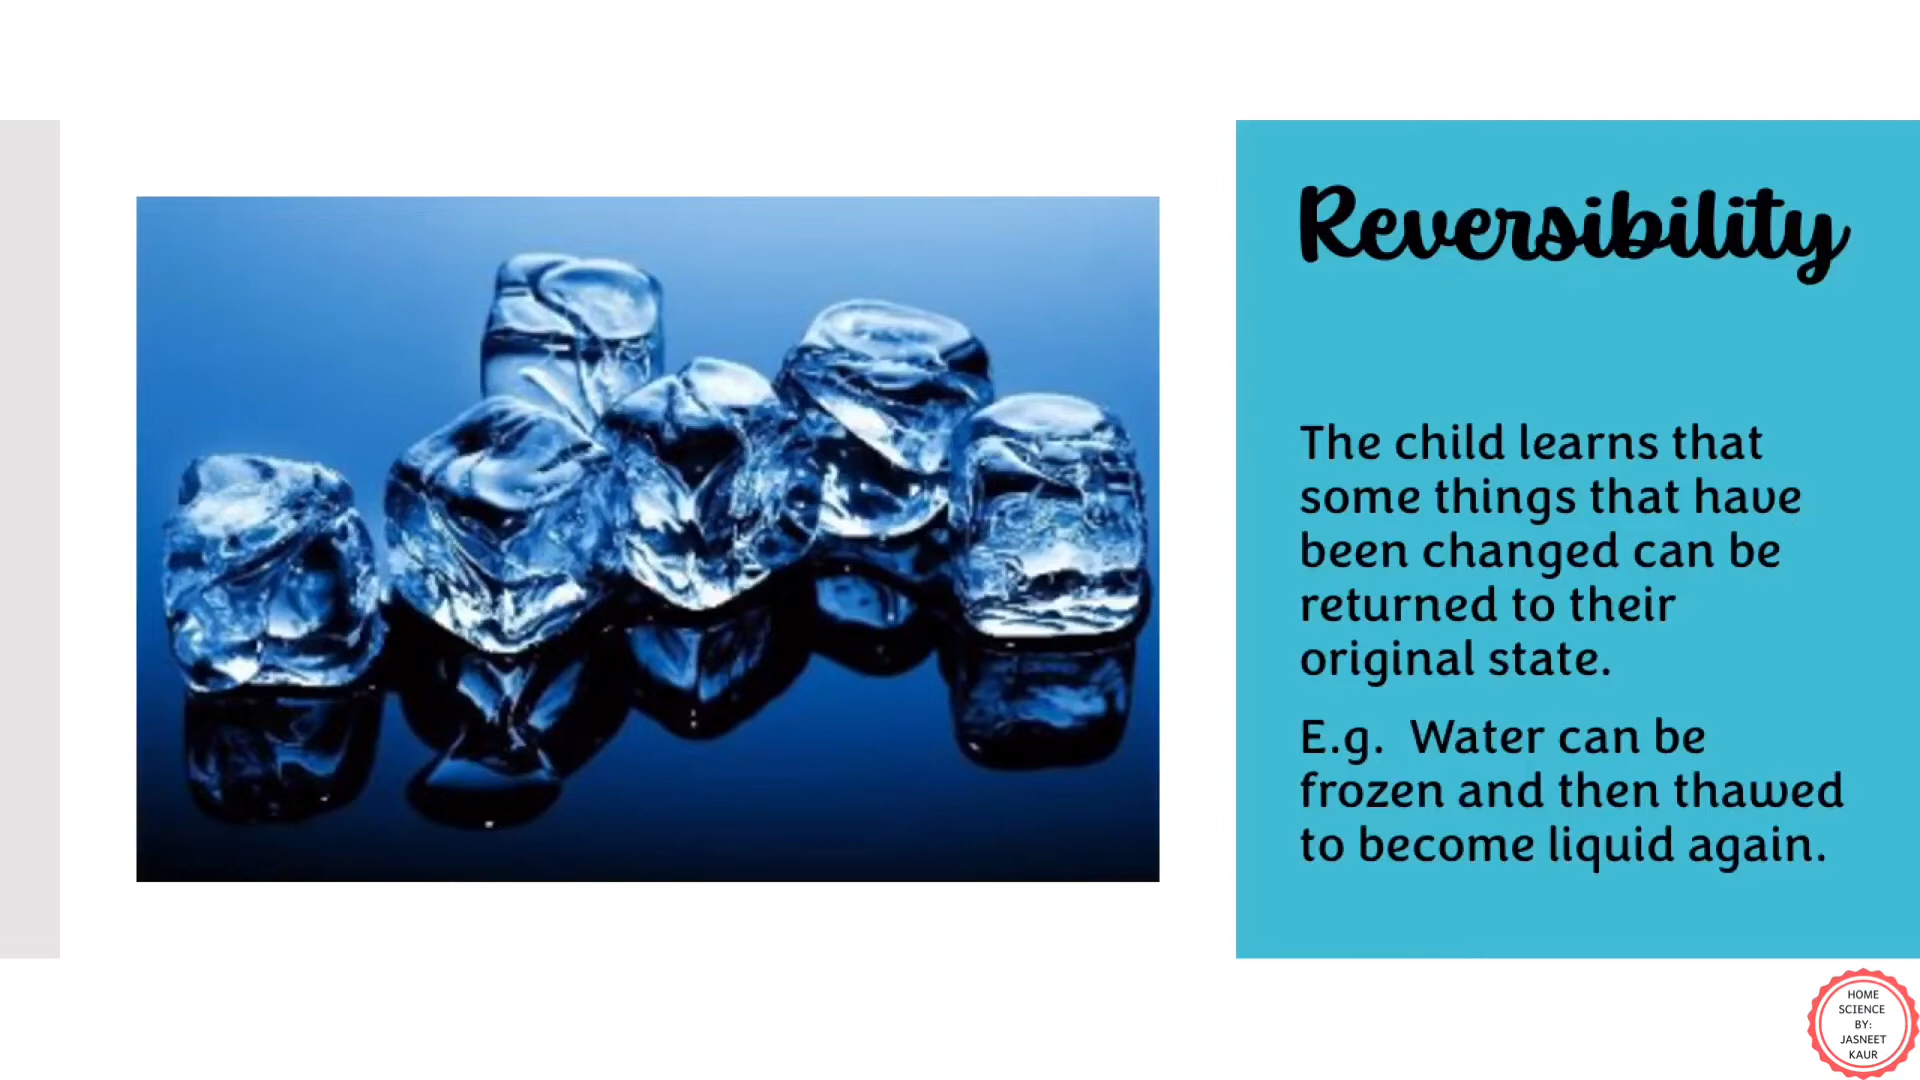 Reversibility
The child learns that
some things that have
been changed can be
returned to their
original state.
E.g. Water can be
frozen and then thawed
to become liquid again.
HOME
SCIENCE
BY:
JASNEET
KAUR